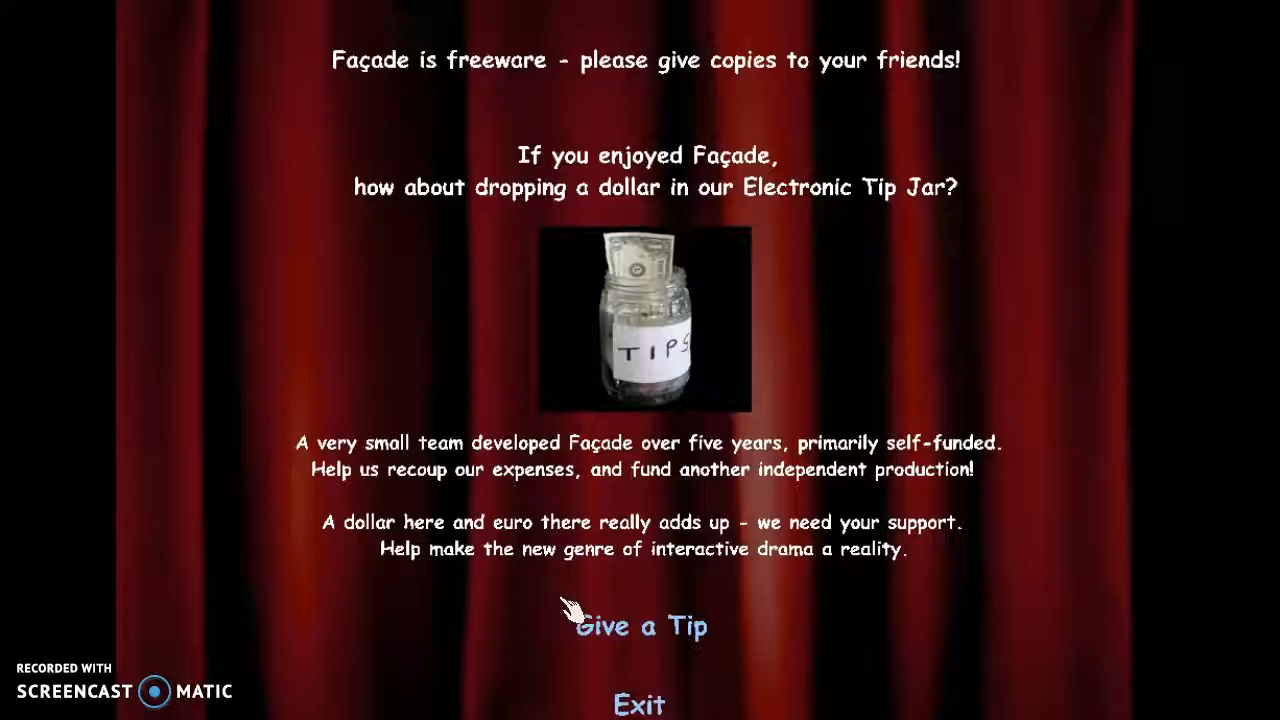 Façade is freeware - please give copies to your friends!
If you enjoyed Façade,
how about dropping a dollar in our Electronic Tip Jar?
TIPS
A very small team developed Façade over five years, primarily self-funded.
Help us recoup our expenses, and fund another independent production!
A dollar here and euro there really adds up - we need your support.
Help make the new genre of interactive drama a reality.
Give a Tip
RECORDED WITH
SCREENCAST MATIC
Exit